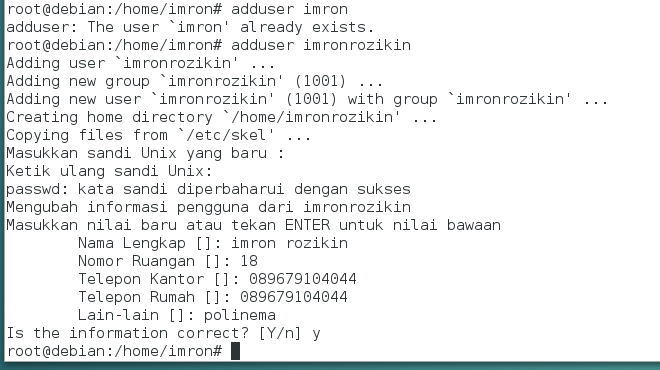 root@debian:/home/imron# adduser imron
adduser: The user `imron' already exists.
root@debian:/home/imron# adduser imronrozikin
Adding user `imronrozikin' ...
Adding new group `imronrozikin' (1001) ...
Adding new user `imronrozikin' (1001) with group `imronrozikin' ...
Creating home directory `/home/imronrozikin' ...
Copying files from `/etc/skel' ...
Masukkan sandi Unix yang baru :
Ketik ulang sandi Unix:
passwd: kata sandi diperbaharui dengan sukses
Mengubah informasi pengguna dari imronrozikin
Masukkan nilai baru atau tekan ENTER untuk nilai bawaan
        Nama Lengkap []: imron rozikin
        Nomor Ruangan []: 18
        Telepon Kantor []: 089679104044
        Telepon Rumah []: 089679104044
        Lain-lain []: polinema
Is the information correct? [Y/n] y
root@debian:/home/imron#